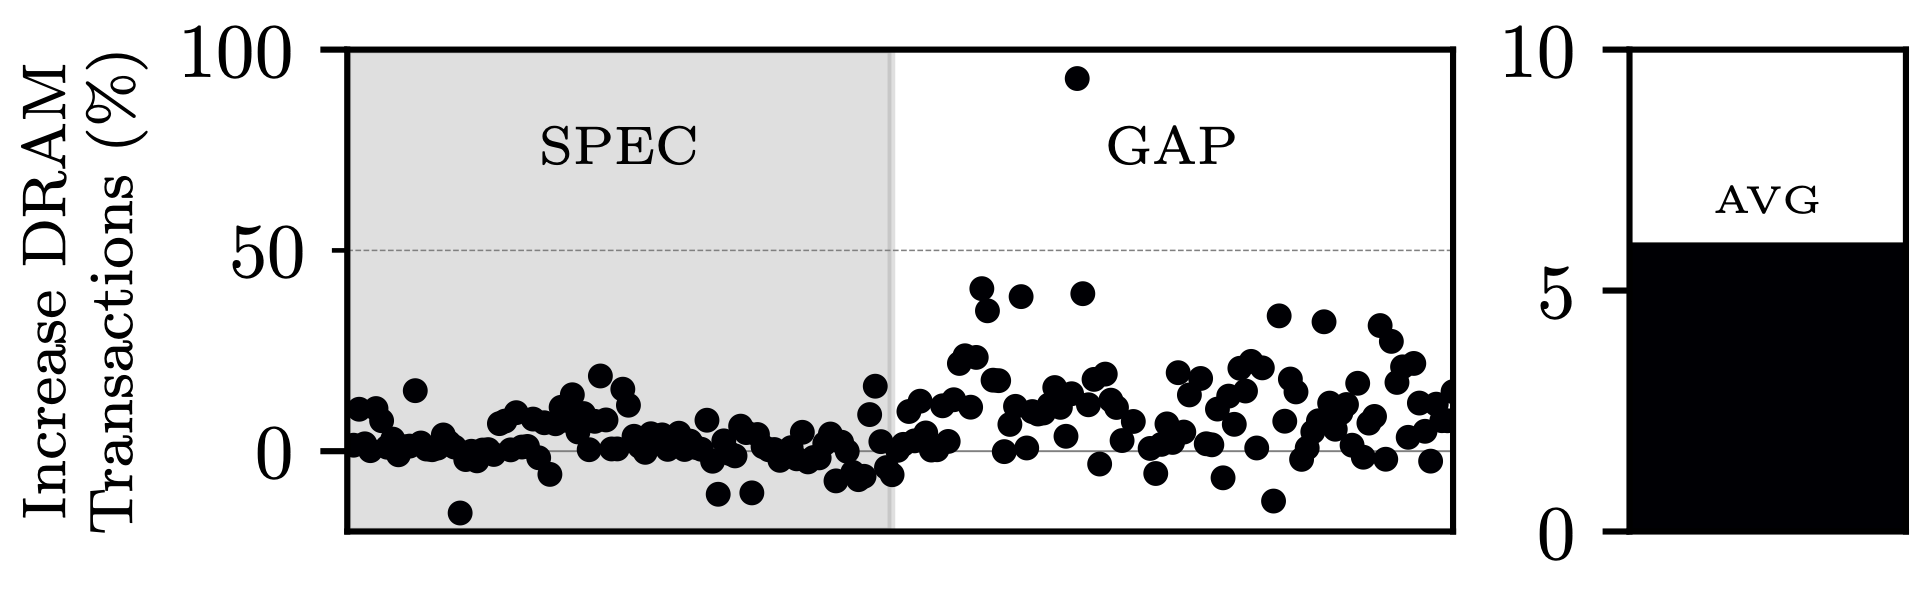 Increase DRAM
Transactions (%)
100
50
0
SPEC
GAP
10
5
0
AVG